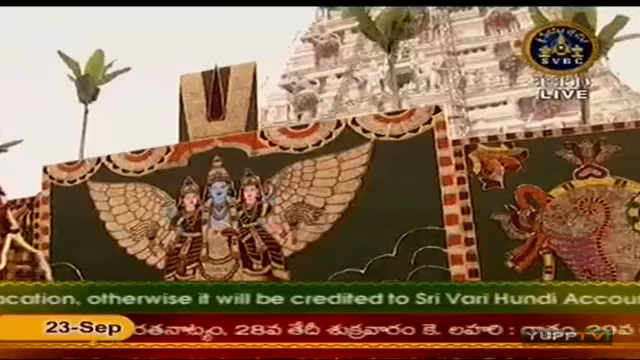 SVBC
LIVE
acation, otherwise it will be credited to Sri Vari Hundi Accou
23-Sep రతనాట్యం. 28వ తేదీ శుక్రవారం కె. లహరి :
YUPPTV